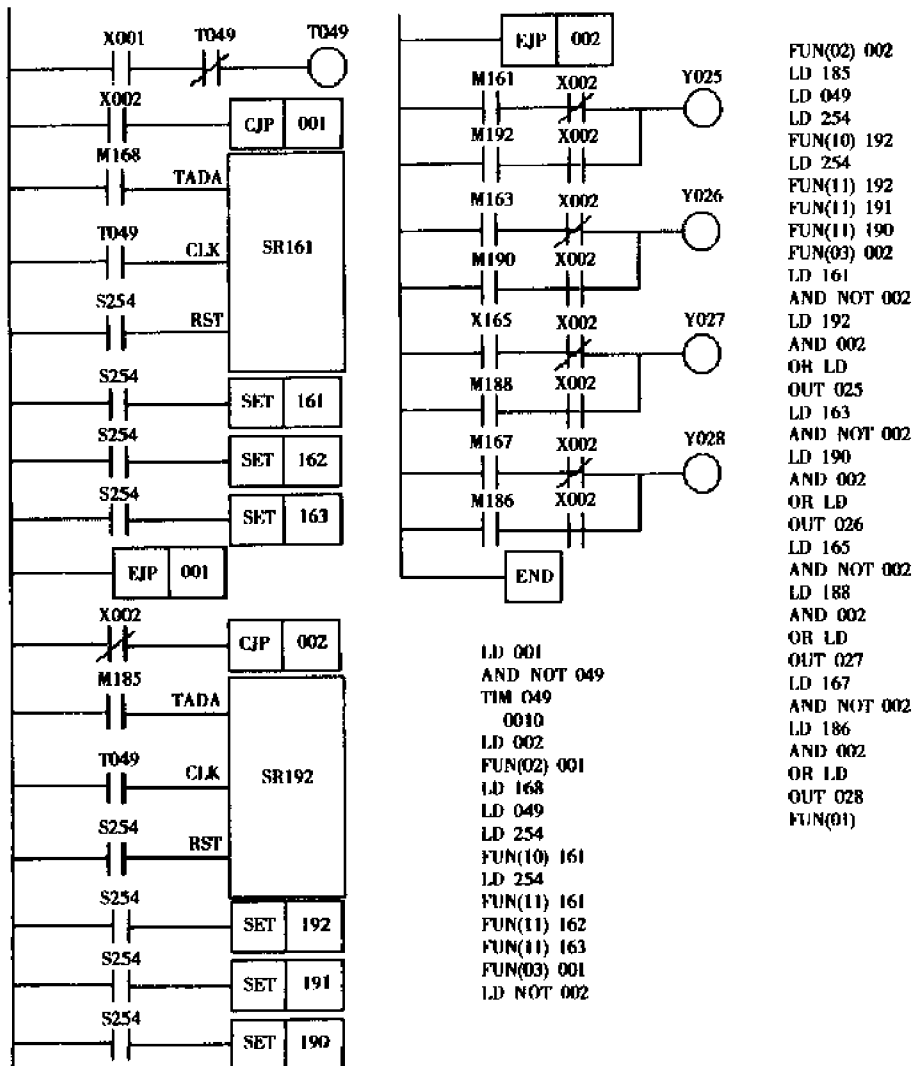 X001 T049 T049
X002
CJP 001
M168
TADA
T049
CLK
SR161
S254
RST
S254
SET 161
S254
SET 162
S254
SET 163
EJP 001
X002
CJP 002
M185
TADA
T049
CLK
SR192
S254
RST
S254
SET 192
S254
SET 191
S254
SET 190
EJP 002
M161 X002 Y025
M192 X002
M163 X002 Y026
M190 X002
X165 X002 Y027
M188 X002
M167 X002 Y028
M186 X002
END
LD 001
AND NOT 049
TIM 049
0010
LD 002
FUN(02) 001
LD 168
LD 049
LD 254
FUN(10) 161
LD 254
FUN(11) 161
FUN(11) 162
FUN(11) 163
FUN(03) 001
LD NOT 002
FUN(02) 002
LD 185
LD 049
LD 254
FUN(10) 192
LD 254
FUN(11) 192
FUN(11) 191
FUN(11) 190
FUN(03) 002
LD 161
AND NOT 002
LD 192
AND 002
OR LD
OUT 025
LD 163
AND NOT 002
LD 190
AND 002
OR LD
OUT 026
LD 165
AND NOT 002
LD 188
AND 002
OR LD
OUT 027
LD 167
AND NOT 002
LD 186
AND 002
OR LD
OUT 028
FUN(01)